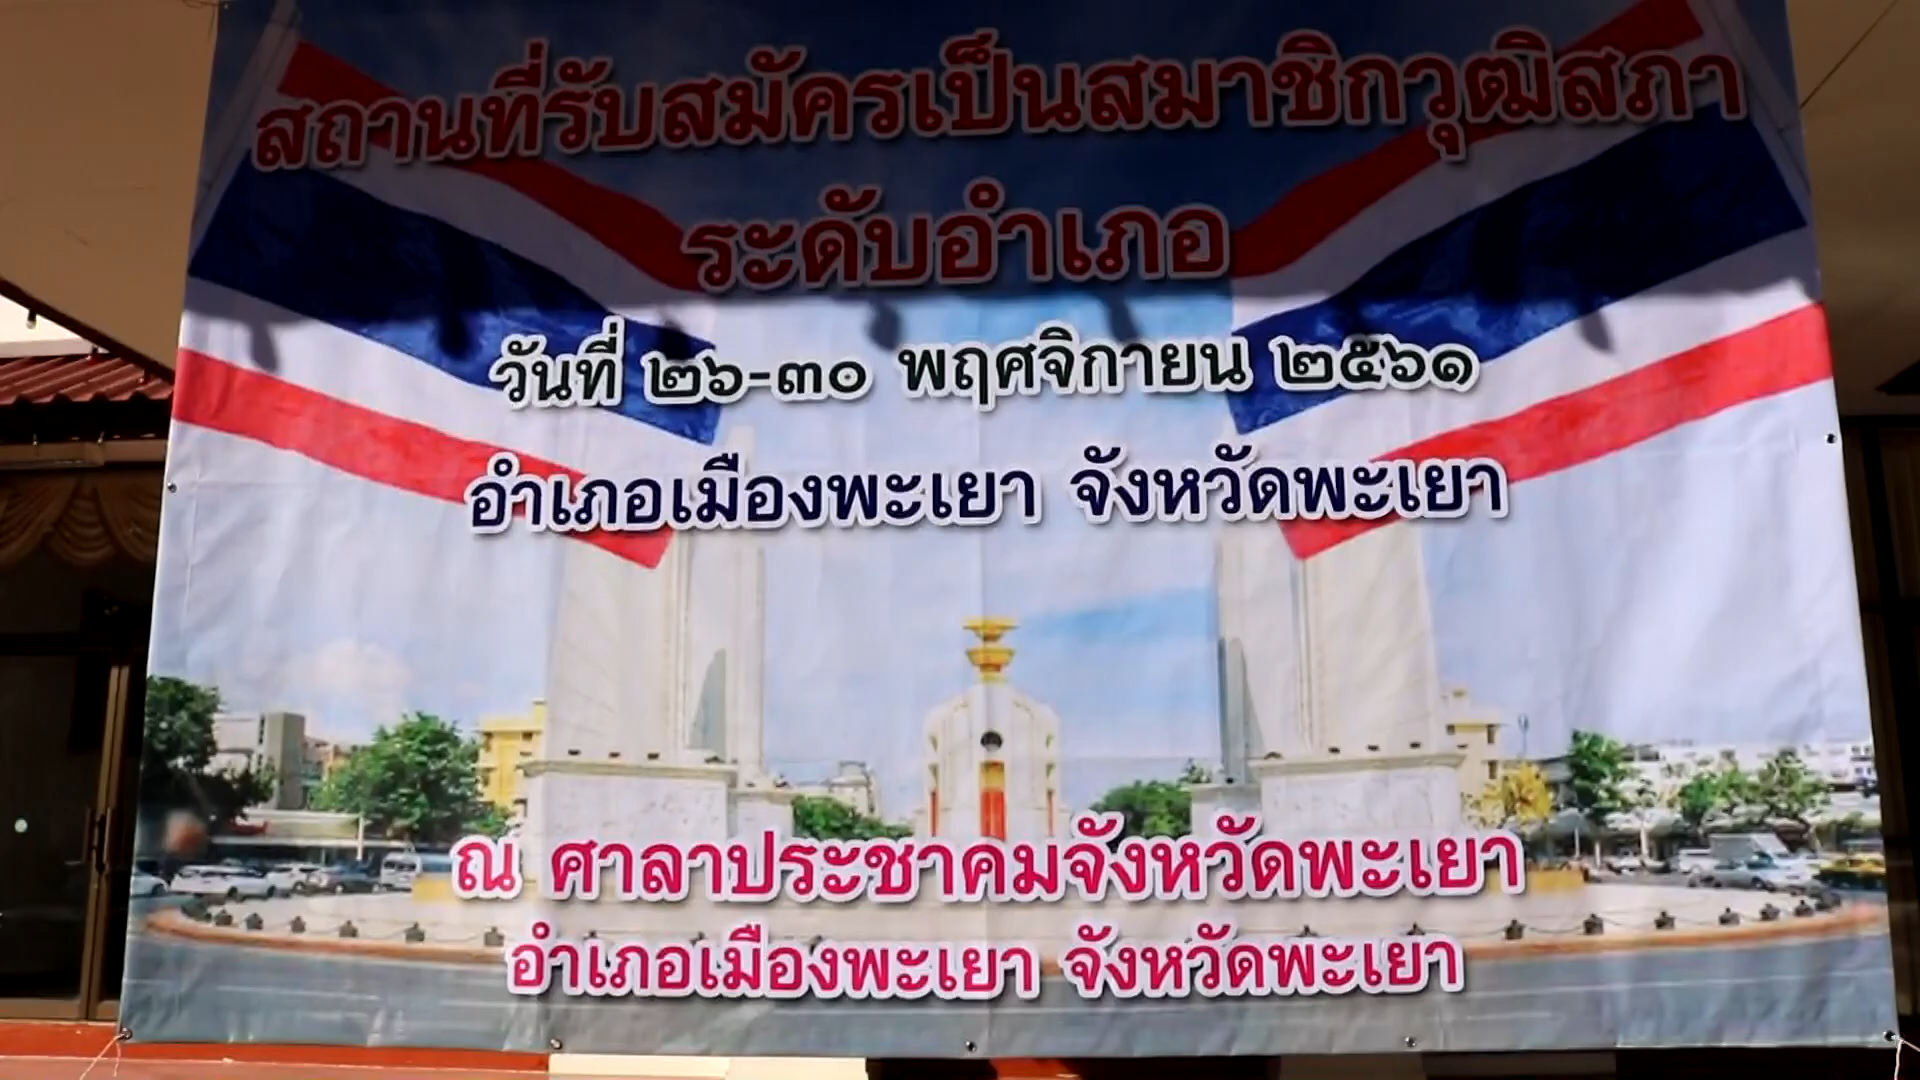 สถานที่รับสมัครเป็นสมาชิกวุฒิสภา
ระดับอำเภอ
วันที่ ๒๖-๓๐ พฤศจิกายน ๒๕๖๑
อำเภอเมืองพะเยา จังหวัดพะเยา
ณ ศาลาประชาคมจังหวัดพะเยา
อำเภอเมืองพะเยา จังหวัดพะเยา